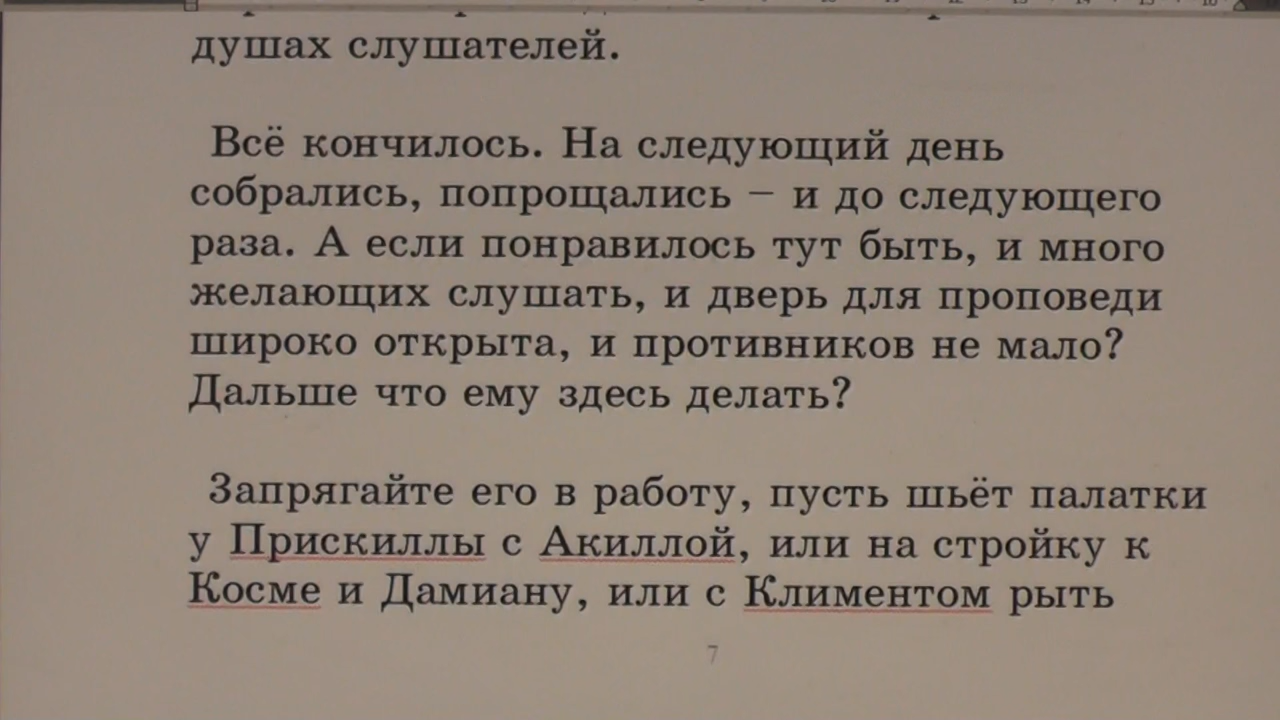 душах слушателей.
Всё кончилось. На следующий день
собрались, попрощались – и до следующего
раза. А если понравилось тут быть, и много
желающих слушать, и дверь для проповеди
широко открыта, и противников не мало?
Дальше что ему здесь делать?
Запрягайте его в работу, пусть шьёт палатки
у Прискиллы с Акиллой, или на стройку к
Косме и Дамиану, или с Климентом рыть
7